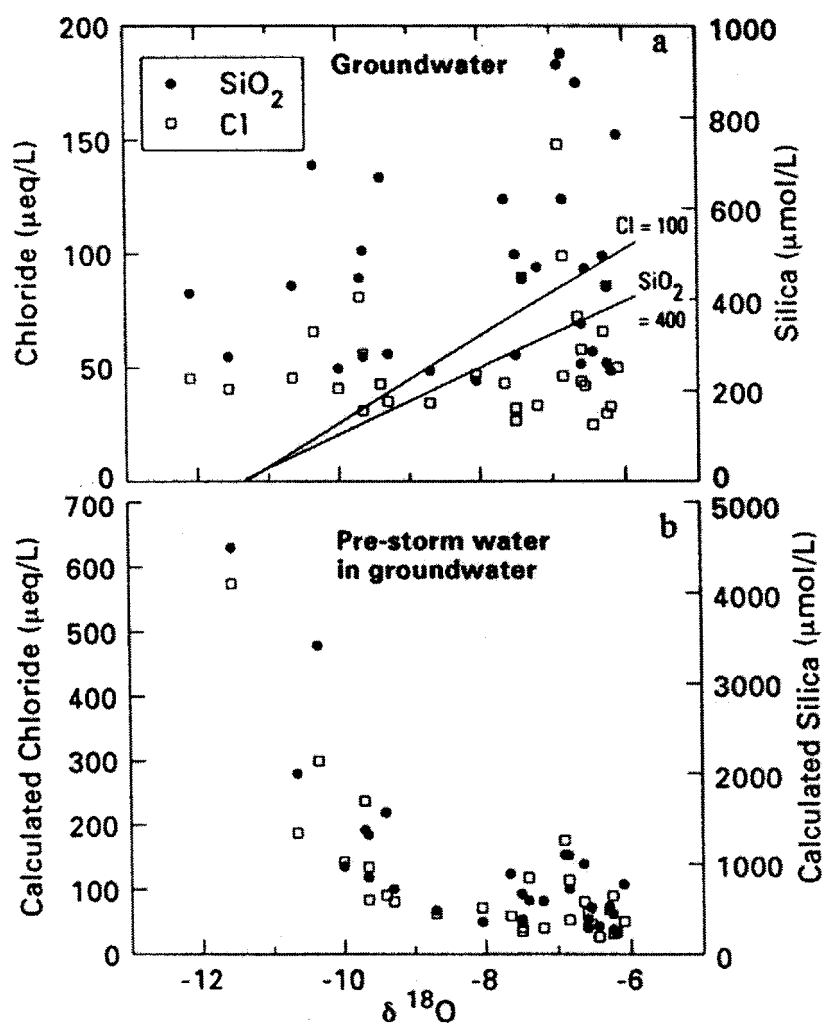 a
Groundwater
SiO2
Cl
200
150
100
50
0
Chloride (μeq/L)
1000
800
600
400
200
0
Silica (μmol/L)
Cl = 100
SiO2
= 400
b
Pre-storm water
in groundwater
700
600
500
400
300
200
100
0
Calculated Chloride (μeq/L)
5000
4000
3000
2000
1000
0
Calculated Silica (μmol/L)
-12 -10 -8 -6
δ 18O